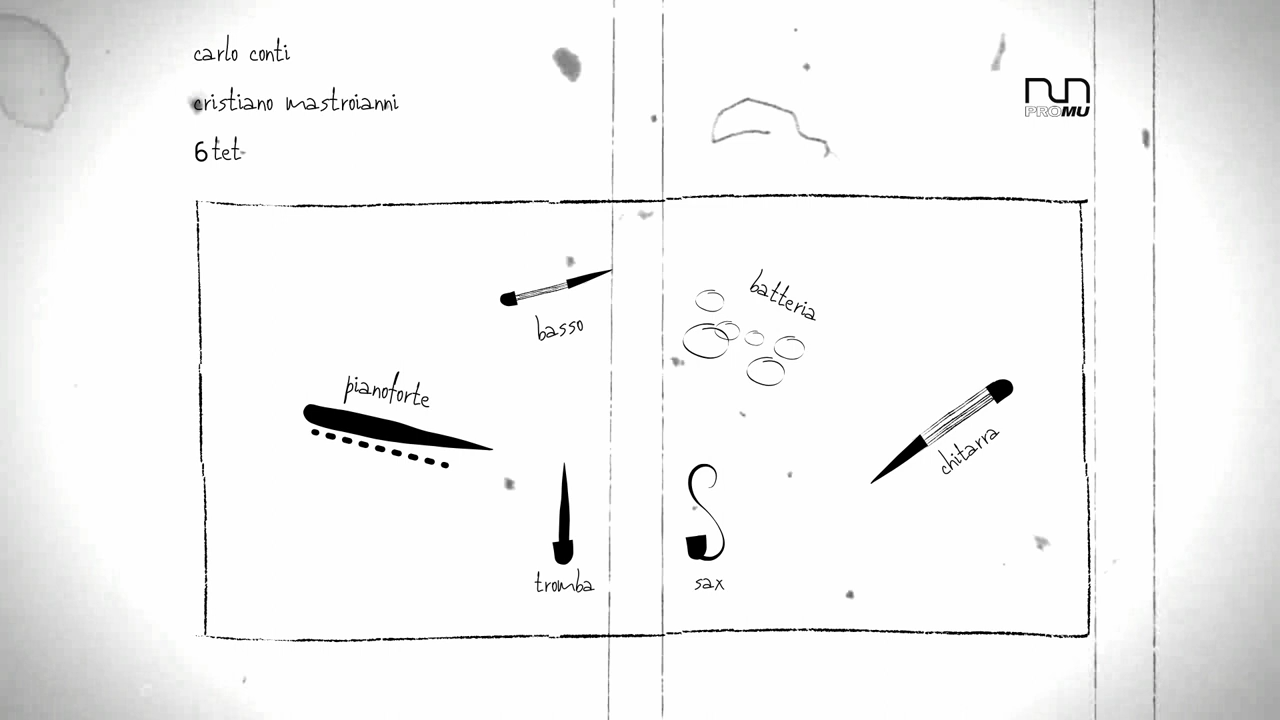 carlo conti
cristiano mastroianni
6tet
PROMU
batteria
basso
pianoforte
chitarra
tromba
sax